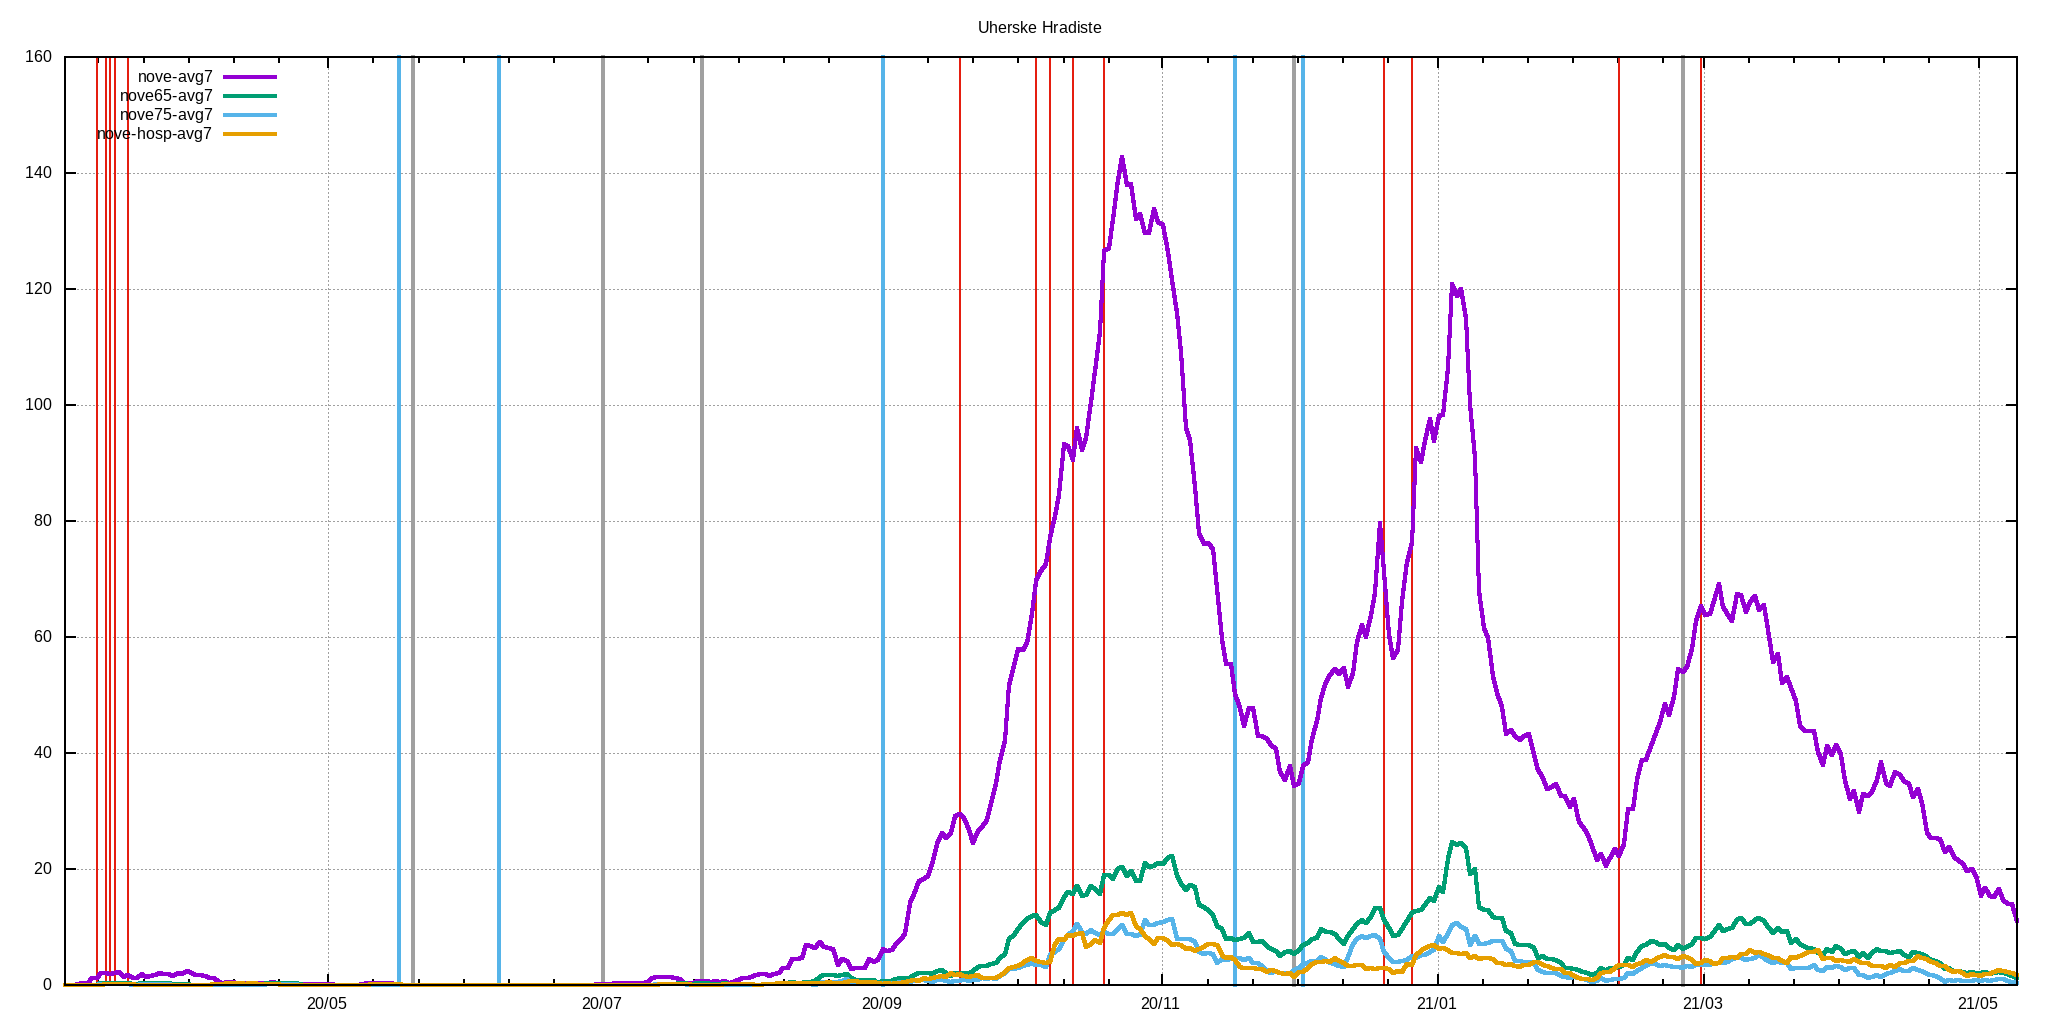 Uherske Hradiste
160
nove-avg7
nove65-avg7
nove75-avg7
nove-hosp-avg7
140
120
100
80
60
40
20
0
20/05 20/07 20/09 20/11 21/01 21/03 21/05